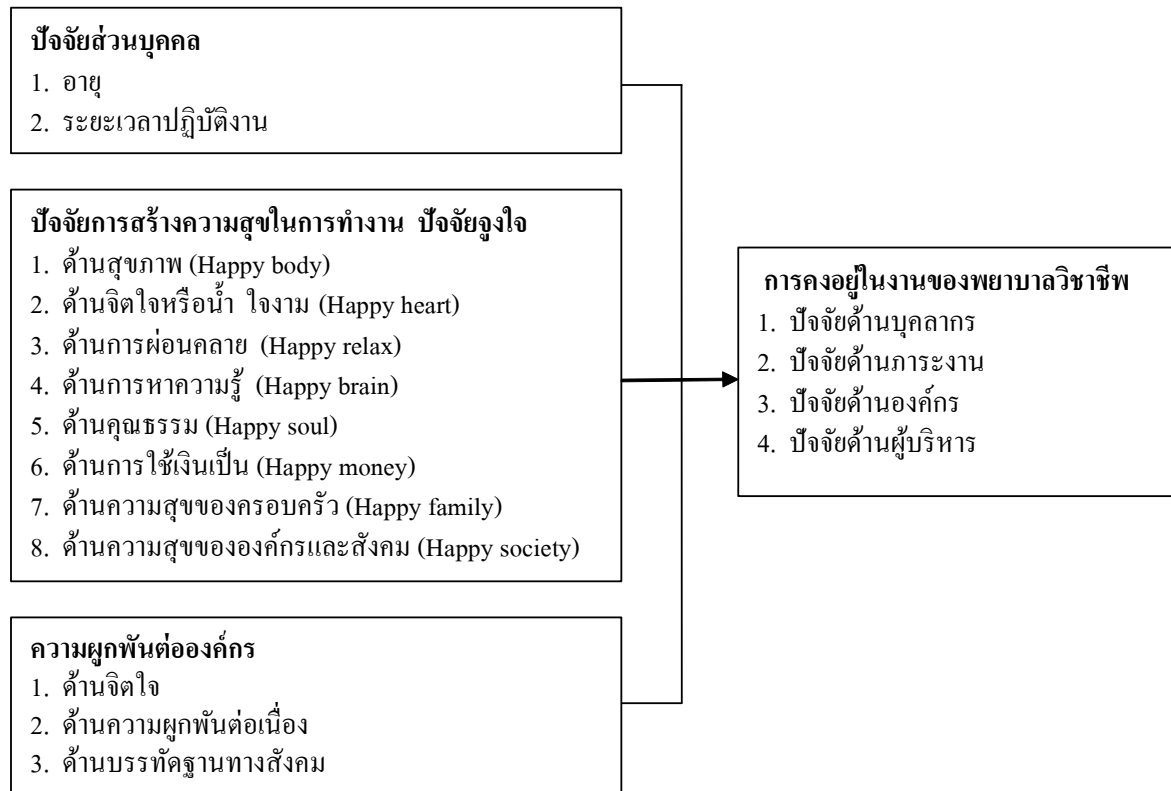 ปัจจัยส่วนบุคคล
1. อายุ
2. ระยะเวลาปฏิบัติงาน
ปัจจัยการสร้างความสุขในการทำงาน ปัจจัยจูงใจ
1. ด้านสุขภาพ (Happy body)
2. ด้านจิตใจหรือน้ำ ใจงาม (Happy heart)
3. ด้านการผ่อนคลาย (Happy relax)
4. ด้านการหาความรู้ (Happy brain)
5. ด้านคุณธรรม (Happy soul)
6. ด้านการใช้เงินเป็น (Happy money)
7. ด้านความสุขของครอบครัว (Happy family)
8. ด้านความสุขขององค์กรและสังคม (Happy society)
ความผูกพันต่อองค์กร
1. ด้านจิตใจ
2. ด้านความผูกพันต่อเนื่อง
3. ด้านบรรทัดฐานทางสังคม
การคงอยู่ในงานของพยาบาลวิชาชีพ
1. ปัจจัยด้านบุคลากร
2. ปัจจัยด้านภาระงาน
3. ปัจจัยด้านองค์กร
4. ปัจจัยด้านผู้บริหาร